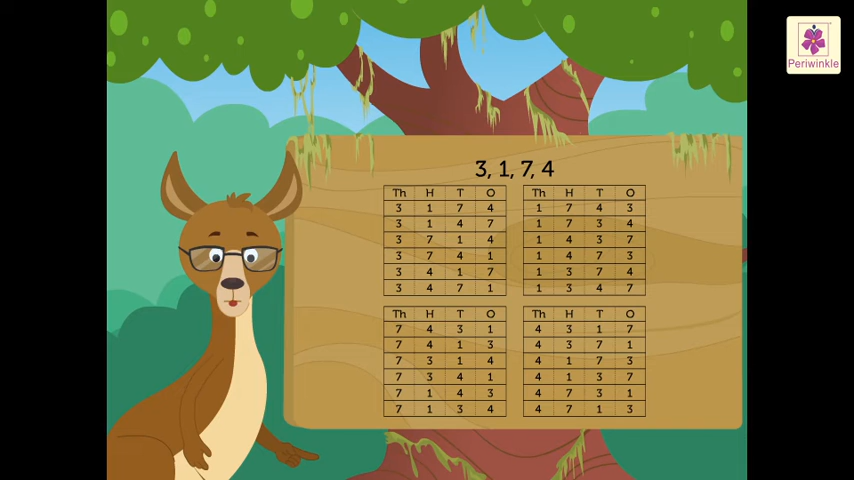 Periwinkle
3, 1, 7, 4
Th H T O
3 1 7 4
3 1 4 7
3 7 1 4
3 7 4 1
3 4 1 7
3 4 7 1
Th H T O
1 7 4 3
1 7 3 4
1 4 3 7
1 4 7 3
1 3 7 4
1 3 4 7
Th H T O
7 4 3 1
7 4 1 3
7 3 1 4
7 3 4 1
7 1 4 3
7 1 3 4
Th H T O
4 3 1 7
4 3 7 1
4 1 7 3
4 1 3 7
4 7 3 1
4 7 1 3